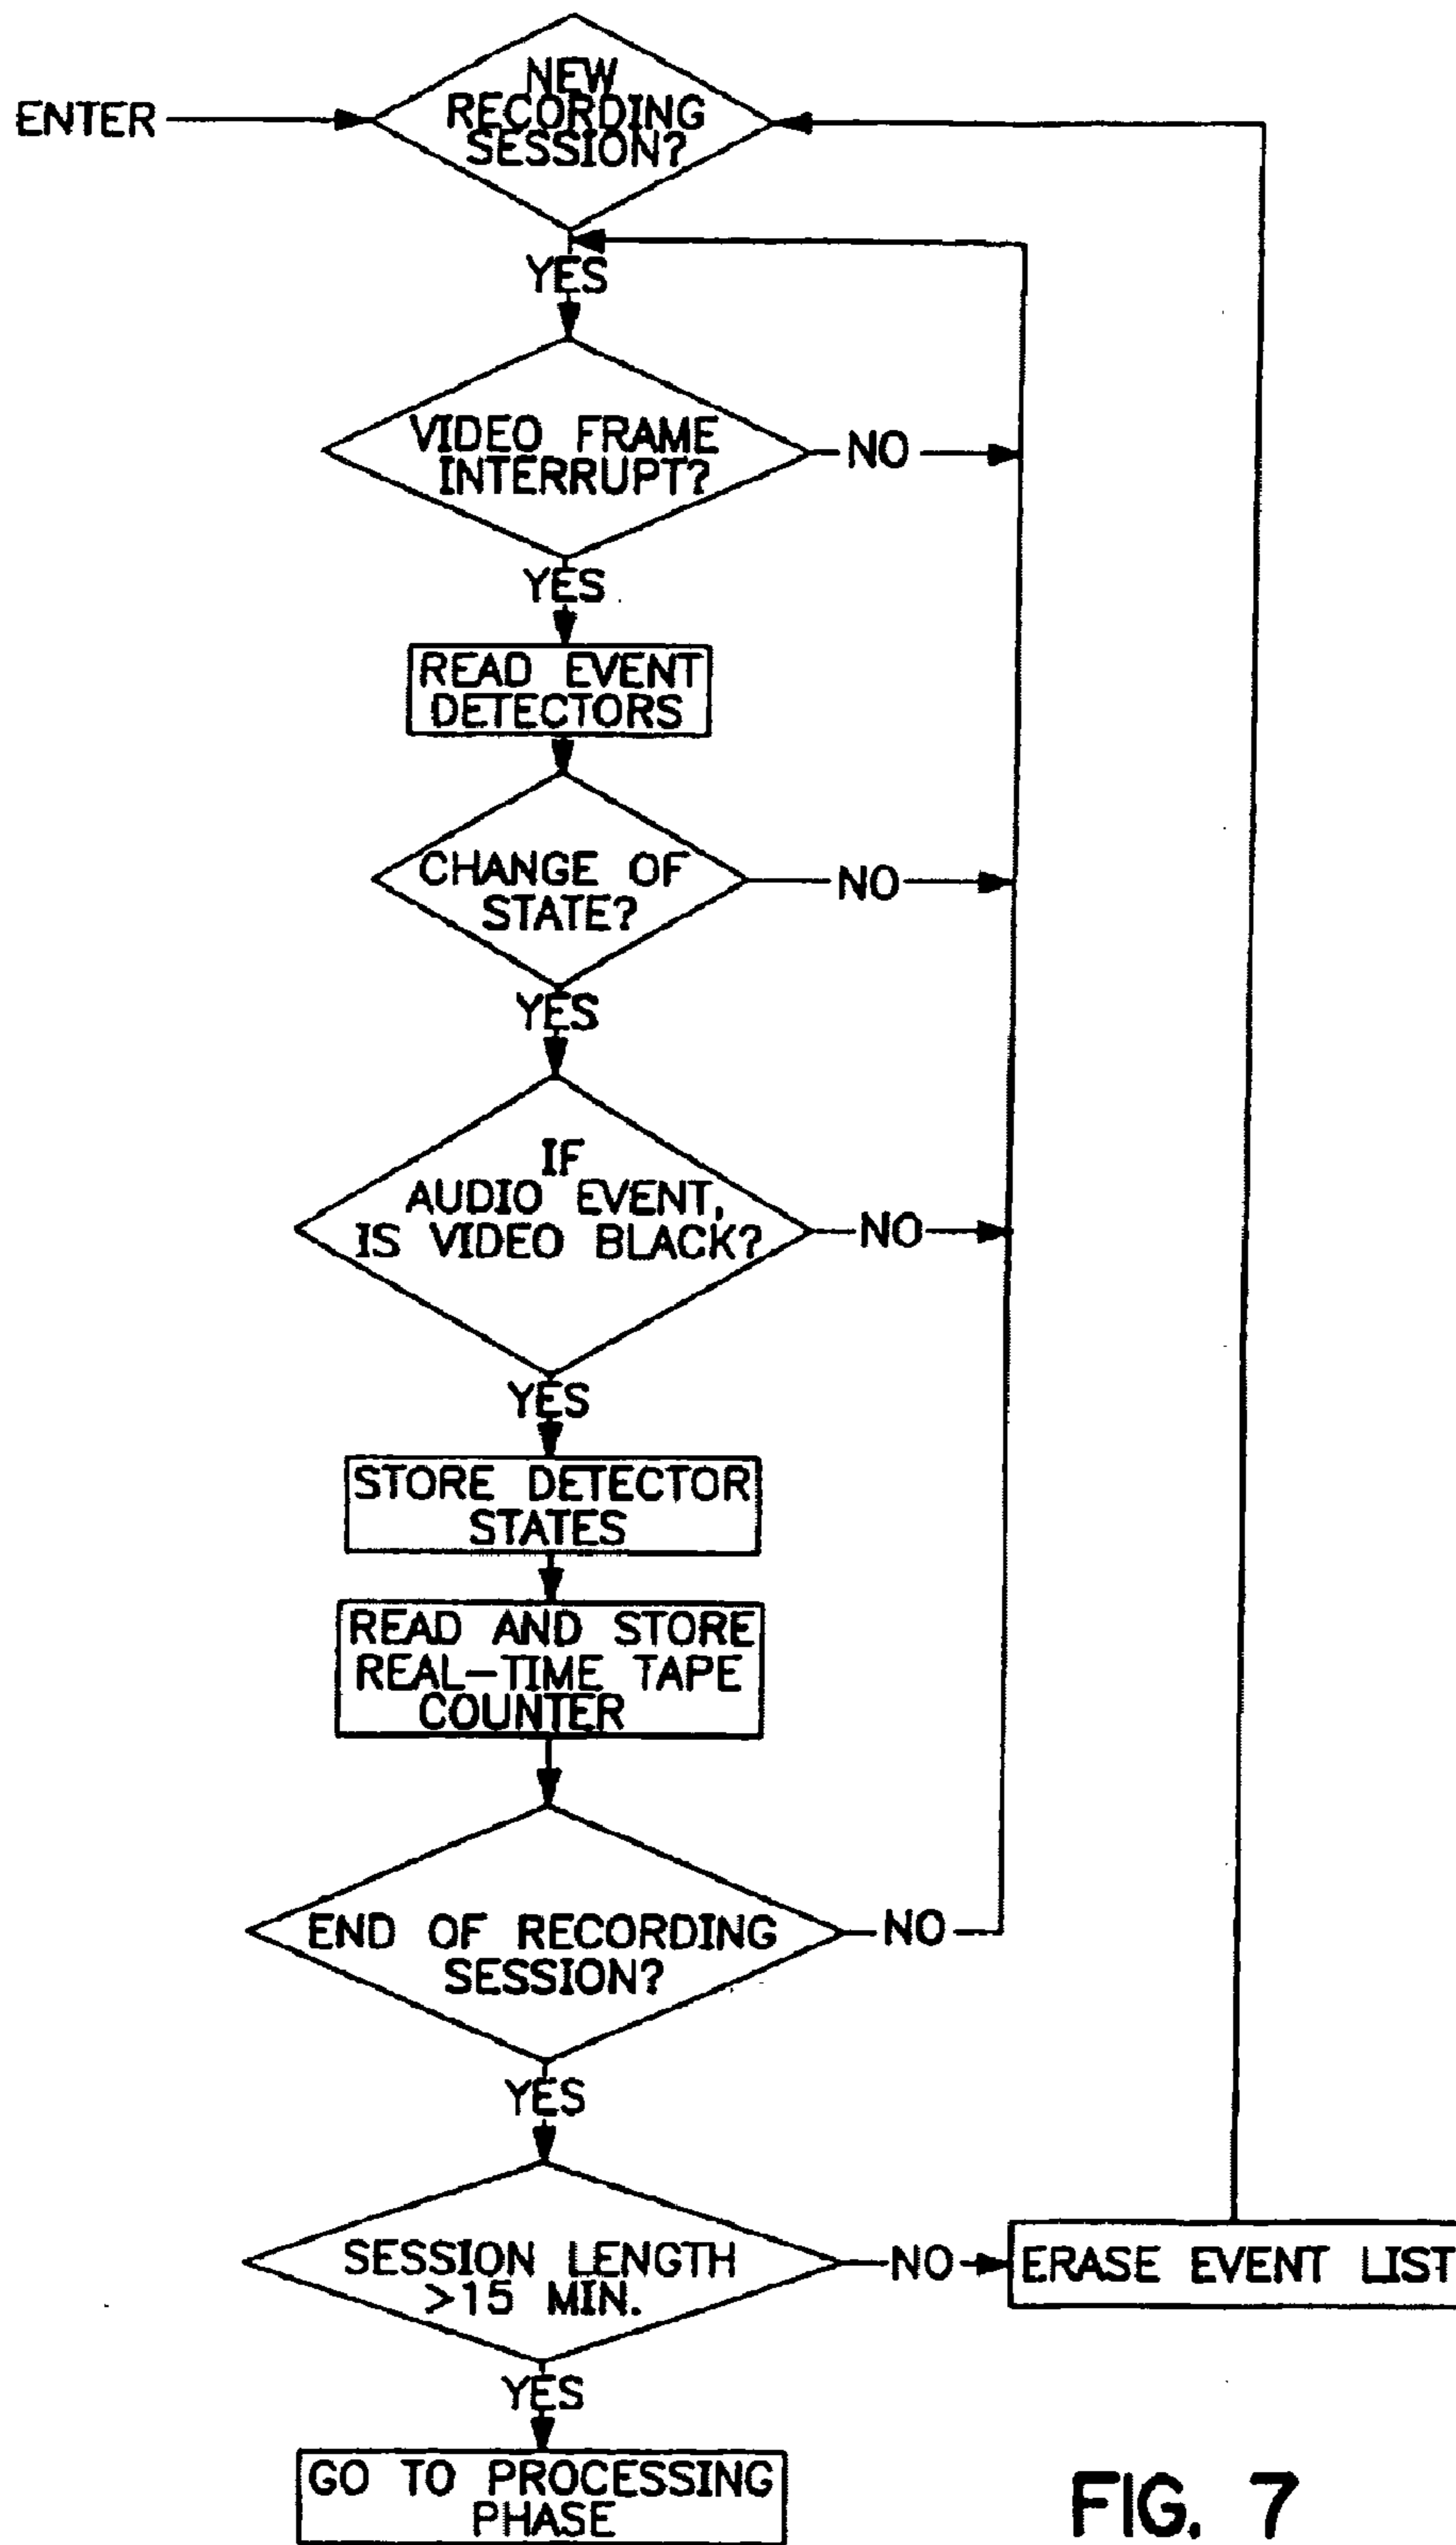 NEW
RECORDING
SESSION?
ENTER
YES
VIDEO FRAME
INTERRUPT?
NO
YES
READ EVENT
DETECTORS
CHANGE OF
STATE?
NO
YES
IF
AUDIO EVENT,
IS VIDEO BLACK?
NO
YES
STORE DETECTOR
STATES
READ AND STORE
REAL-TIME TAPE
COUNTER
END OF RECORDING
SESSION?
NO
YES
SESSION LENGTH
>15 MIN.
NO
ERASE EVENT LIST
YES
GO TO PROCESSING
PHASE
FIG. 7